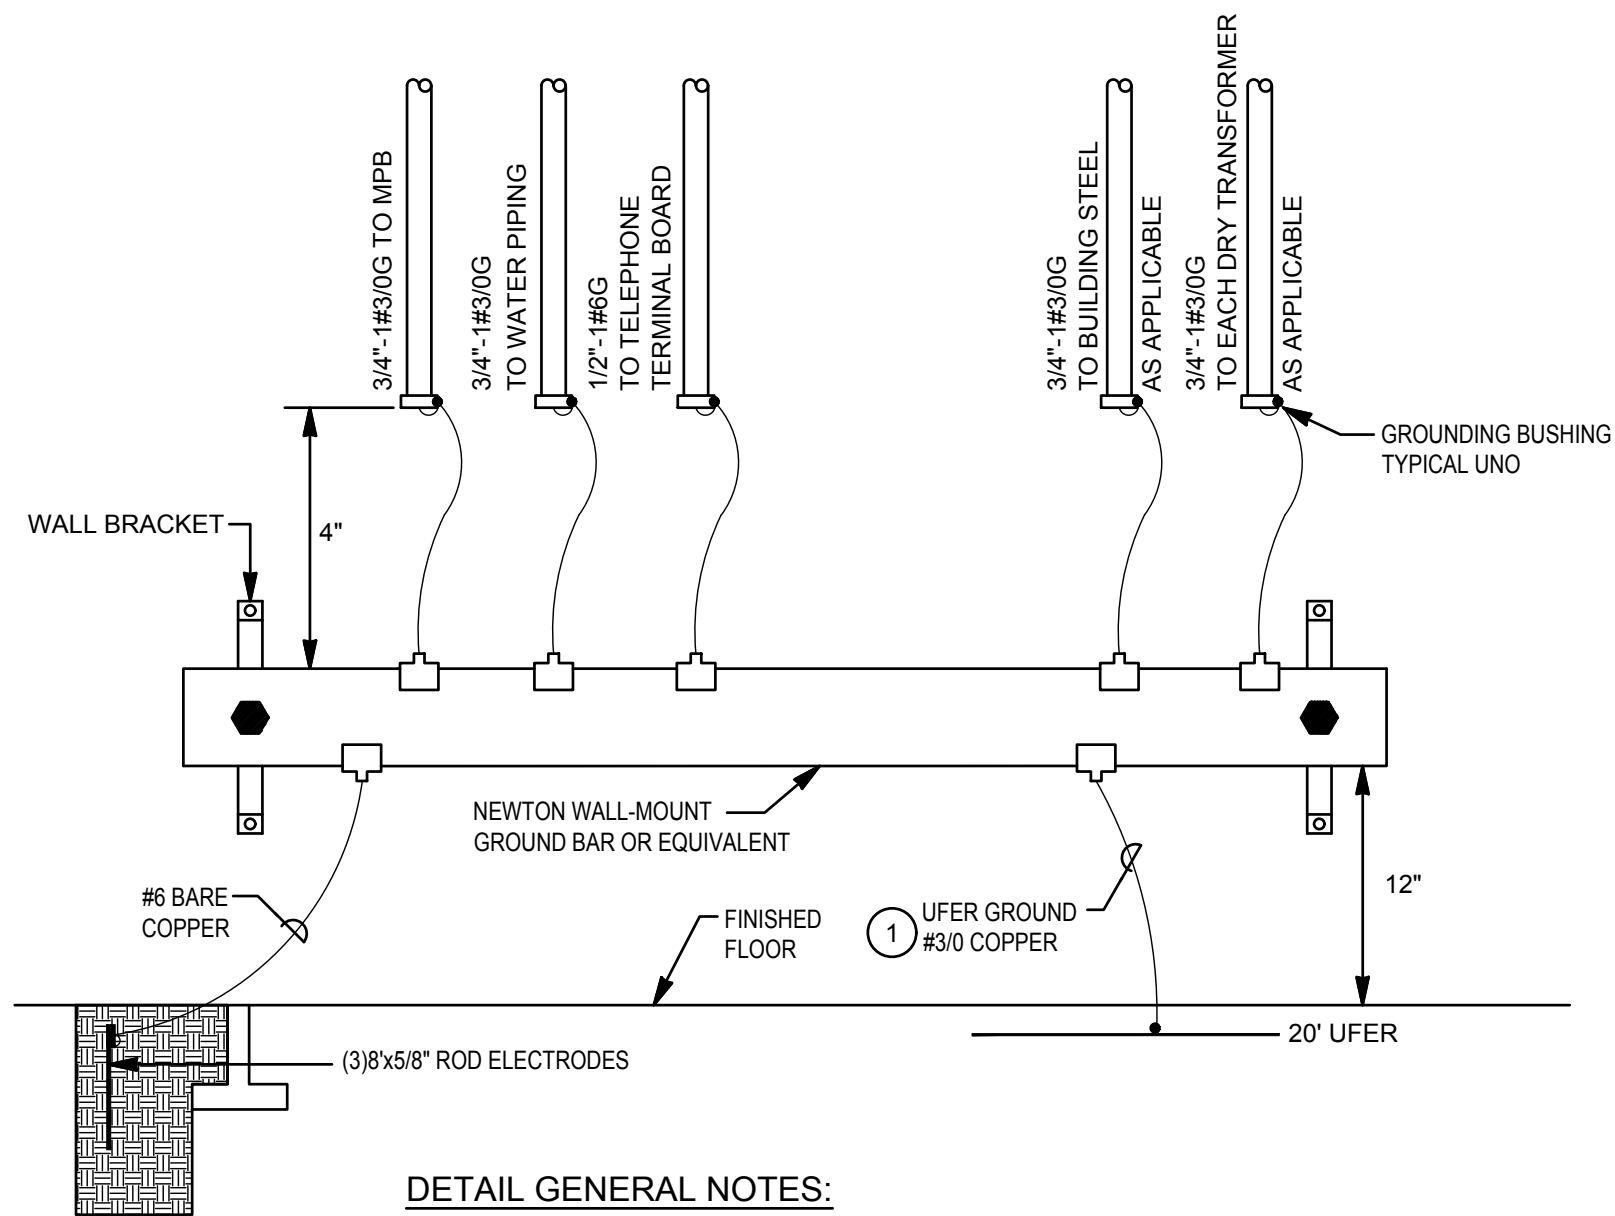 3/4"-1#3/0G TO MPB
3/4"-1#3/0G
TO WATER PIPING
1/2"-1#6G
TO TELEPHONE
TERMINAL BOARD
3/4"-1#3/0G
TO BUILDING STEEL
AS APPLICABLE
3/4"-1#3/0G
TO EACH DRY TRANSFORMER
AS APPLICABLE
GROUNDING BUSHING
TYPICAL UNO
WALL BRACKET
4"
NEWTON WALL-MOUNT
GROUND BAR OR EQUIVALENT
12"
#6 BARE
COPPER
FINISHED
FLOOR
1
UFER GROUND
#3/0 COPPER
20' UFER
(3)8'x5/8" ROD ELECTRODES
DETAIL GENERAL NOTES: